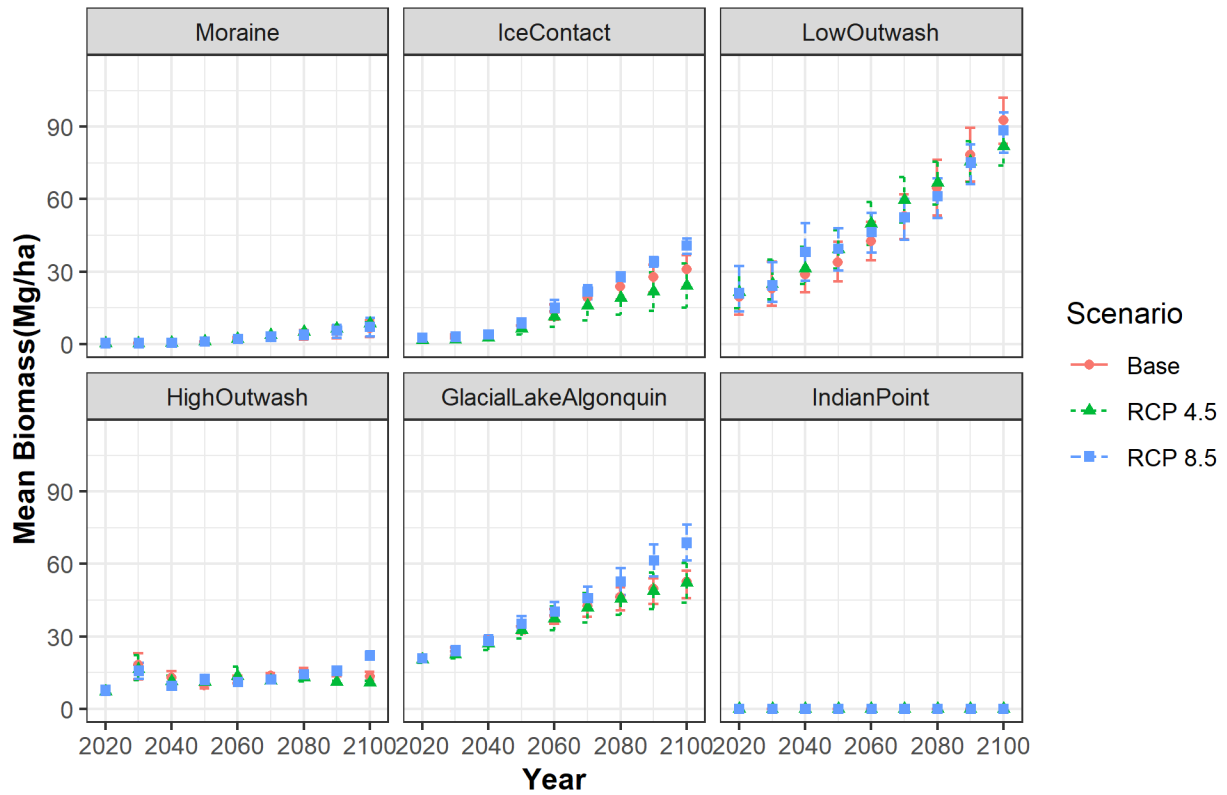 Moraine IceContact LowOutwash
90
60
30
0
HighOutwash GlacialLakeAlgonquin IndianPoint
90
60
30
0
2020 2040 2060 2080 2100 2020 2040 2060 2080 2100 2020 2040 2060 2080 2100
Year
Mean Biomass(Mg/ha)
Scenario
Base
RCP 4.5
RCP 8.5